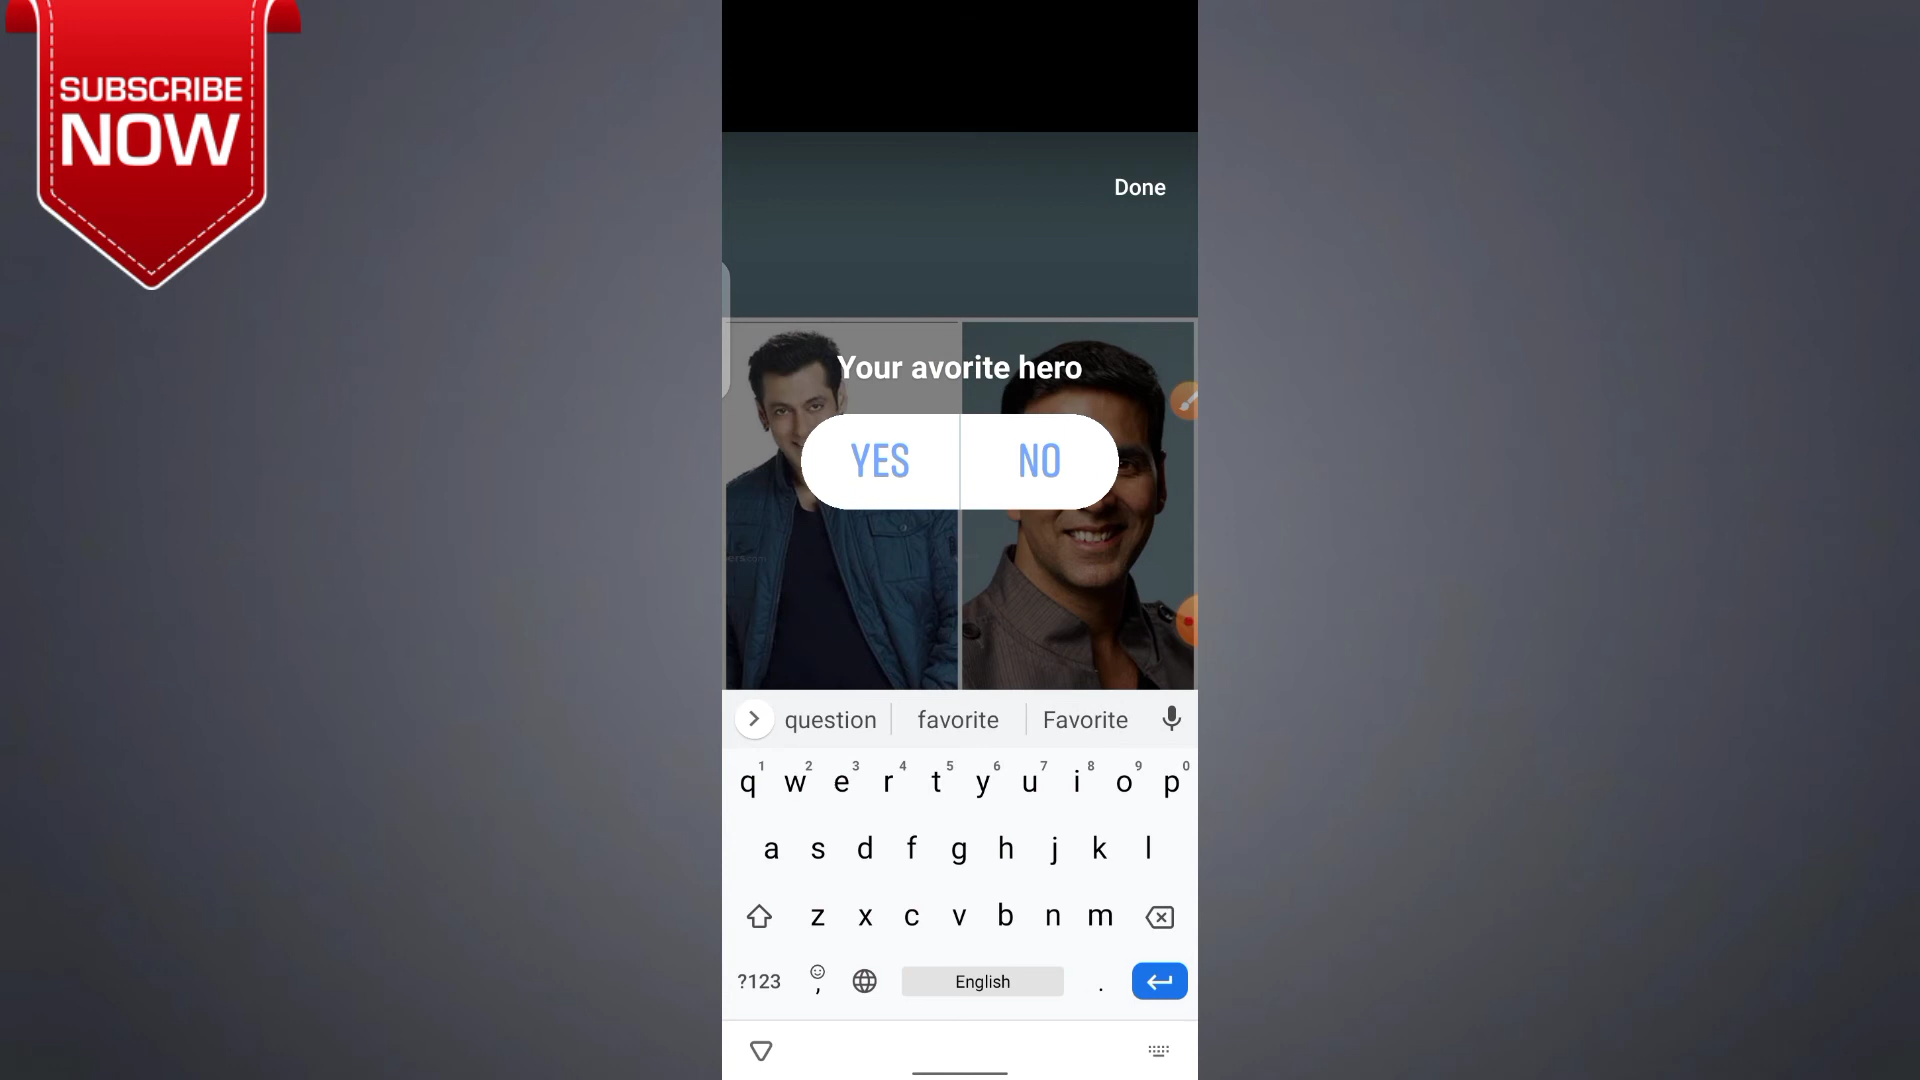 SUBSCRIBE
NOW
Done
Your avorite hero
YES NO
question favorite Favorite
1 2 3 4 5 6 7 8 9 0
q w e r t y u i o p
a s d f g h j k l
z x c v b n m
?123 , English .